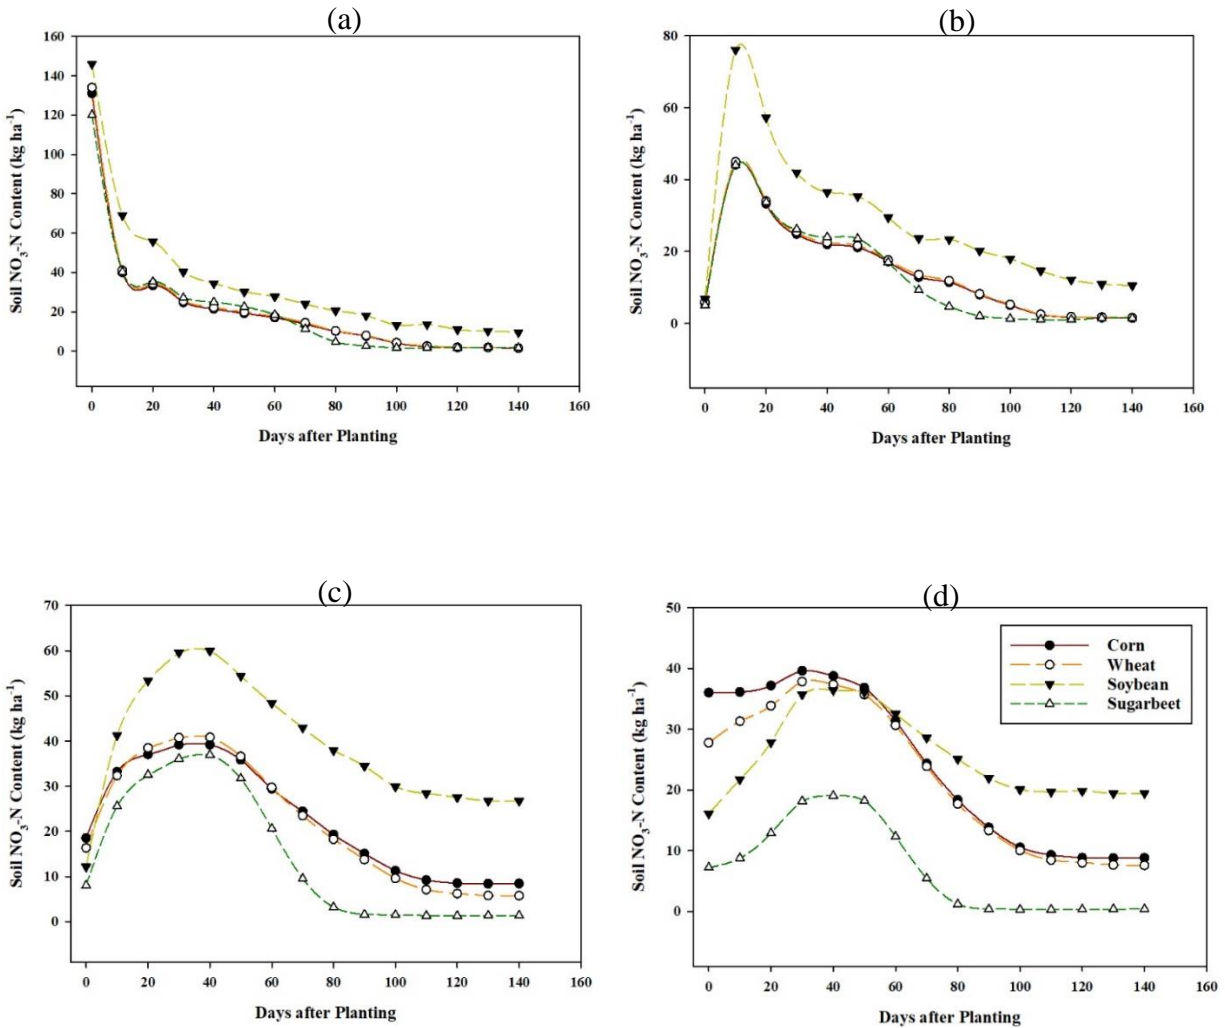 (a)
160
140
120
100
80
60
40
20
0
Soil NO3-N Content (kg ha-1)
0 20 40 60 80 100 120 140 160
Days after Planting
(b)
80
60
40
20
0
Soil NO3-N Content (kg ha-1)
0 20 40 60 80 100 120 140 160
Days after Planting
(c)
70
60
50
40
30
20
10
0
Soil NO3-N Content (kg ha-1)
0 20 40 60 80 100 120 140 160
Days after Planting
(d)
50
40
30
20
10
0
Soil NO3-N Content (kg ha-1)
Corn
Wheat
Soybean
Sugarbeet
0 20 40 60 80 100 120 140 160
Days after Planting